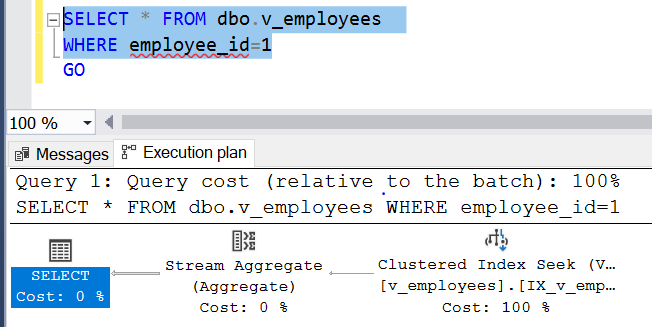 SELECT * FROM dbo.v_employees
WHERE employee_id=1
GO
100 %
Messages
Execution plan
Query 1: Query cost (relative to the batch): 100%
SELECT * FROM dbo.v_employees WHERE employee_id=1
SELECT
Cost: 0 %
Stream Aggregate
(Aggregate)
Cost: 0 %
Clustered Index Seek (V…
[v_employees].[IX_v_emp…
Cost: 100 %